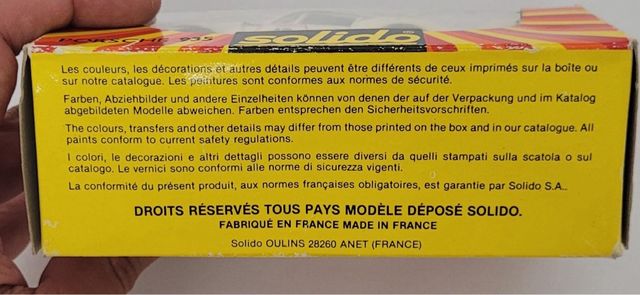 PORSCHE 935 solido
Les couleurs, les décorations et autres détails peuvent être différents de ceux imprimés sur la boîte ou
sur notre catalogue. Les peintures sont conformes aux normes de sécurité.
Farben, Abziehbilder und andere Einzelheiten können von denen der auf der Verpackung und im Katalog
abgebildeten Modelle abweichen. Farben entsprechen den Sicherheitsvorschriften.
The colours, transfers and other details may differ from those printed on the box and in our catalogue. All
paints conform to current safety regulations.
I colori, le decorazioni e altri dettagli possono essere diversi da quelli stampati sulla scatola o sul
catalogo. Le vernici sono conformi alle norme di sicurezza vigenti.
La conformité du présent produit, aux normes françaises obligatoires, est garantie par Solido S.A..
DROITS RÉSERVÉS TOUS PAYS MODÈLE DÉPOSÉ SOLIDO.
FABRIQUÉ EN FRANCE MADE IN FRANCE
Solido OULINS 28260 ANET (FRANCE)